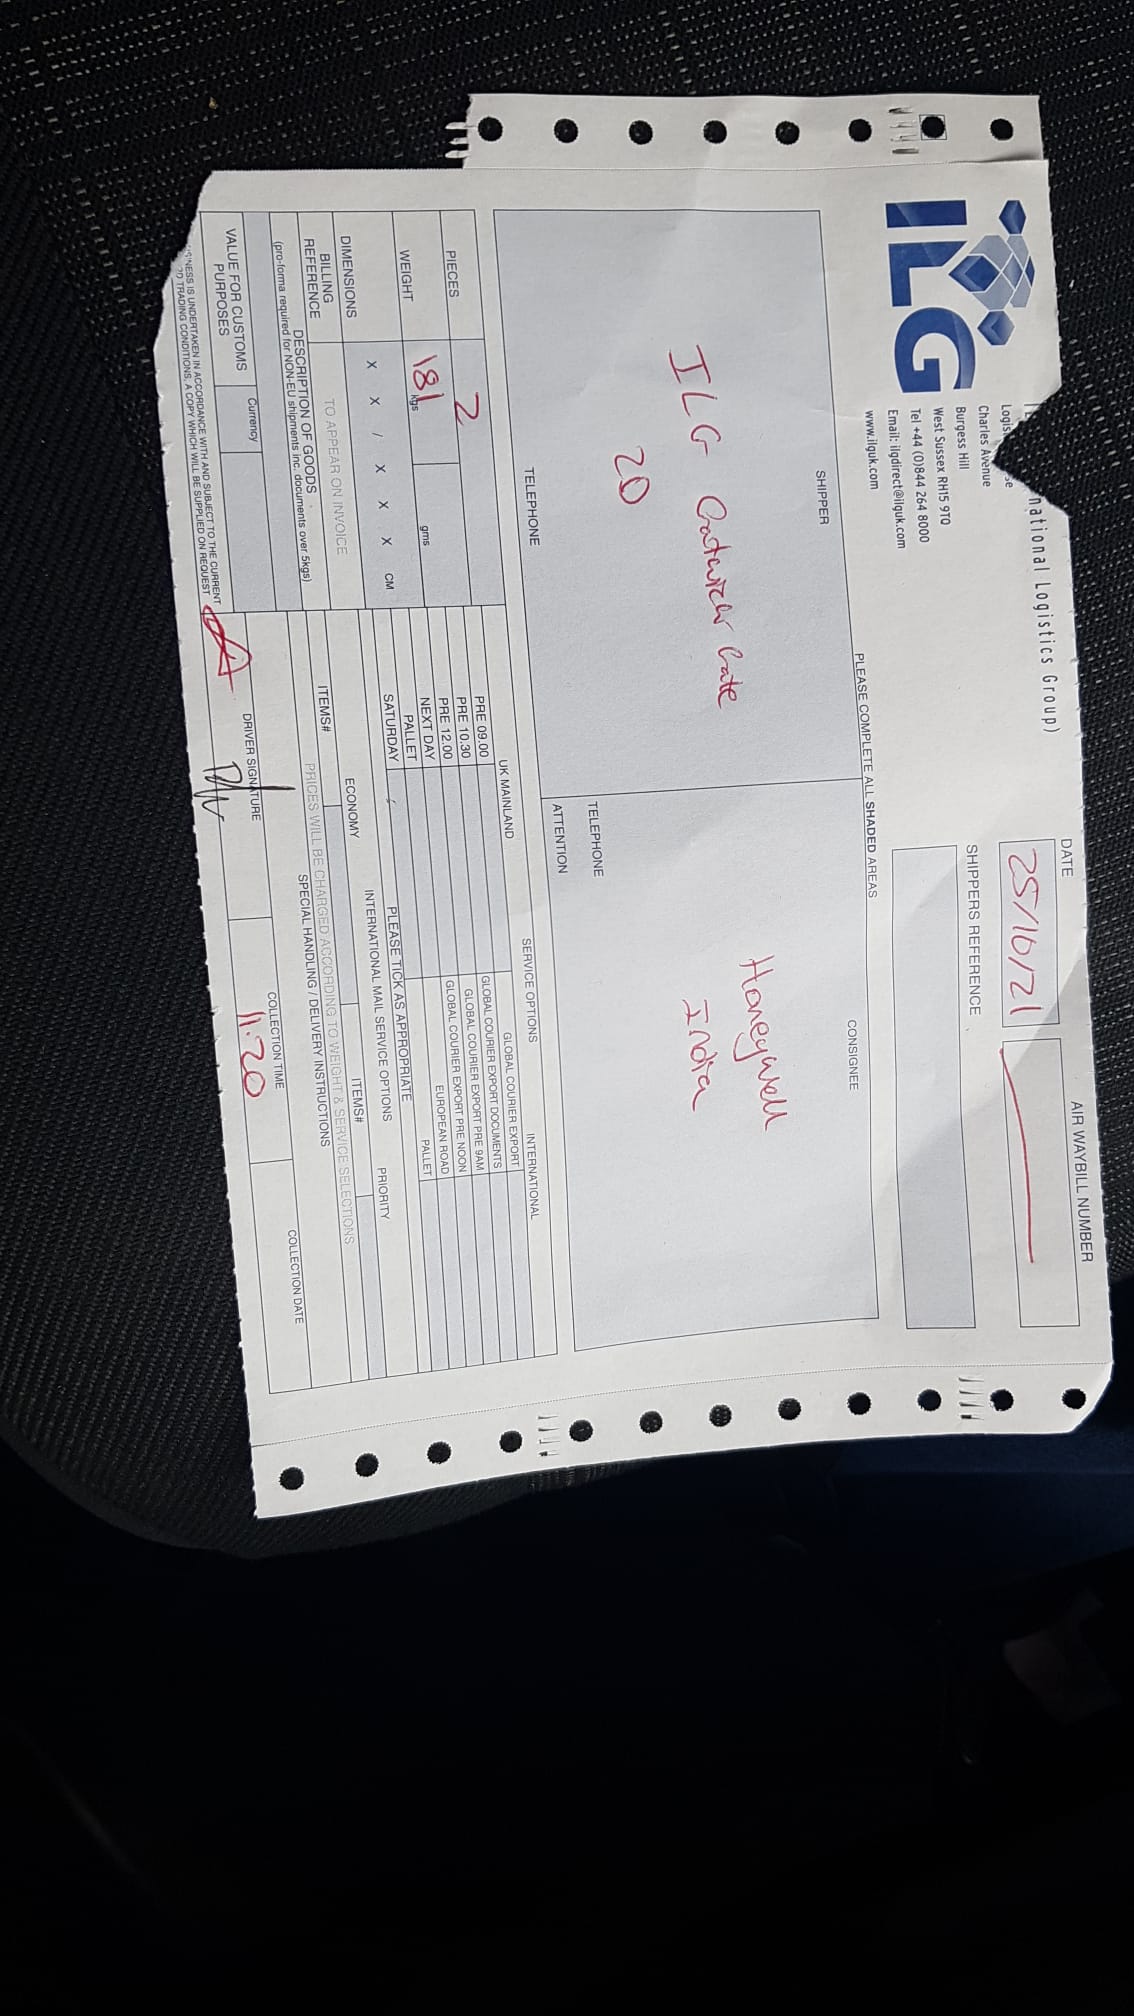 ILG
national Logistics Group)
Charles Avenue
Burgess Hill
West Sussex RH15 9TQ
Tel +44 (0)844 264 8000
Email: ilgdirect@ilguk.com
www.ilguk.com
DATE
25/10/21
AIR WAYBILL NUMBER
SHIPPERS REFERENCE
PLEASE COMPLETE ALL SHADED AREAS
SHIPPER
ILG Gatwick Gate
20
TELEPHONE
CONSIGNEE
Honeywell
India
TELEPHONE
ATTENTION
PIECES
2
WEIGHT
181 kgs
gms
DIMENSIONS
X X / X X X CM
BILLING
REFERENCE
TO APPEAR ON INVOICE
DESCRIPTION OF GOODS
(pro-forma required for NON-EU shipments inc. documents over 5kgs)
VALUE FOR CUSTOMS
PURPOSES
Currency
SERVICE OPTIONS
UK MAINLAND
INTERNATIONAL
PRE 09.00
PRE 10.30
PRE 12.00
NEXT DAY
PALLET
SATURDAY
GLOBAL COURIER EXPORT
GLOBAL COURIER EXPORT DOCUMENTS
GLOBAL COURIER EXPORT PRE 9AM
GLOBAL COURIER EXPORT PRE NOON
EUROPEAN ROAD
PALLET
PLEASE TICK AS APPROPRIATE
INTERNATIONAL MAIL SERVICE OPTIONS
ECONOMY
PRIORITY
ITEMS#
ITEMS#
PRICES WILL BE CHARGED ACCORDING TO WEIGHT & SERVICE SELECTIONS
SPECIAL HANDLING / DELIVERY INSTRUCTIONS
DRIVER SIGNATURE
COLLECTION TIME
11.20
COLLECTION DATE
IS UNDERTAKEN IN ACCORDANCE WITH AND SUBJECT TO THE CURRENT
TRADING CONDITIONS, A COPY WHICH WILL BE SUPPLIED ON REQUEST